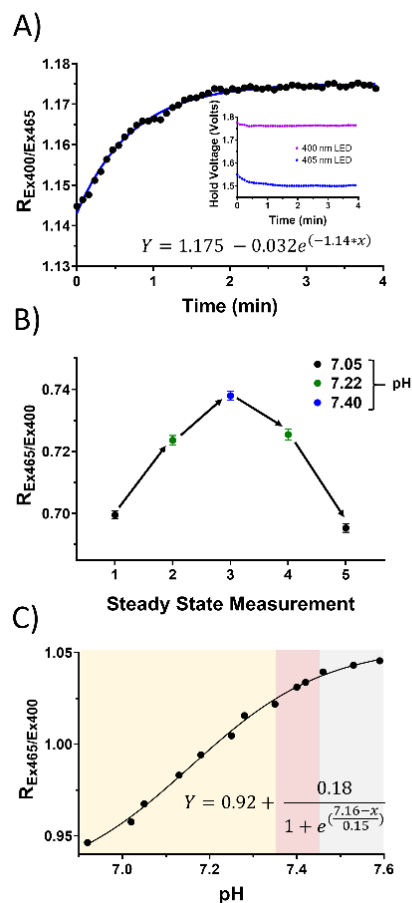 A)
1.18
1.17
1.16
1.15
1.14
1.13
R_Ex400/Ex465
0 1 2 3 4
Time (min)
Hold Voltage (Volts)
1.8
1.7
1.6
1.5
400 nm LED
465 nm LED
0 1 2 3 4
Time (min)
Y = 1.175 − 0.032e^(−1.14*x)
B)
R_Ex465/Ex400
0.74
0.72
0.70
7.05
7.22
7.40
pH
1 2 3 4 5
Steady State Measurement
C)
R_Ex465/Ex400
1.05
1.00
0.95
Y = 0.92 + 0.18 / (1 + e^((7.16−x)/0.15))
7.0 7.2 7.4 7.6
pH